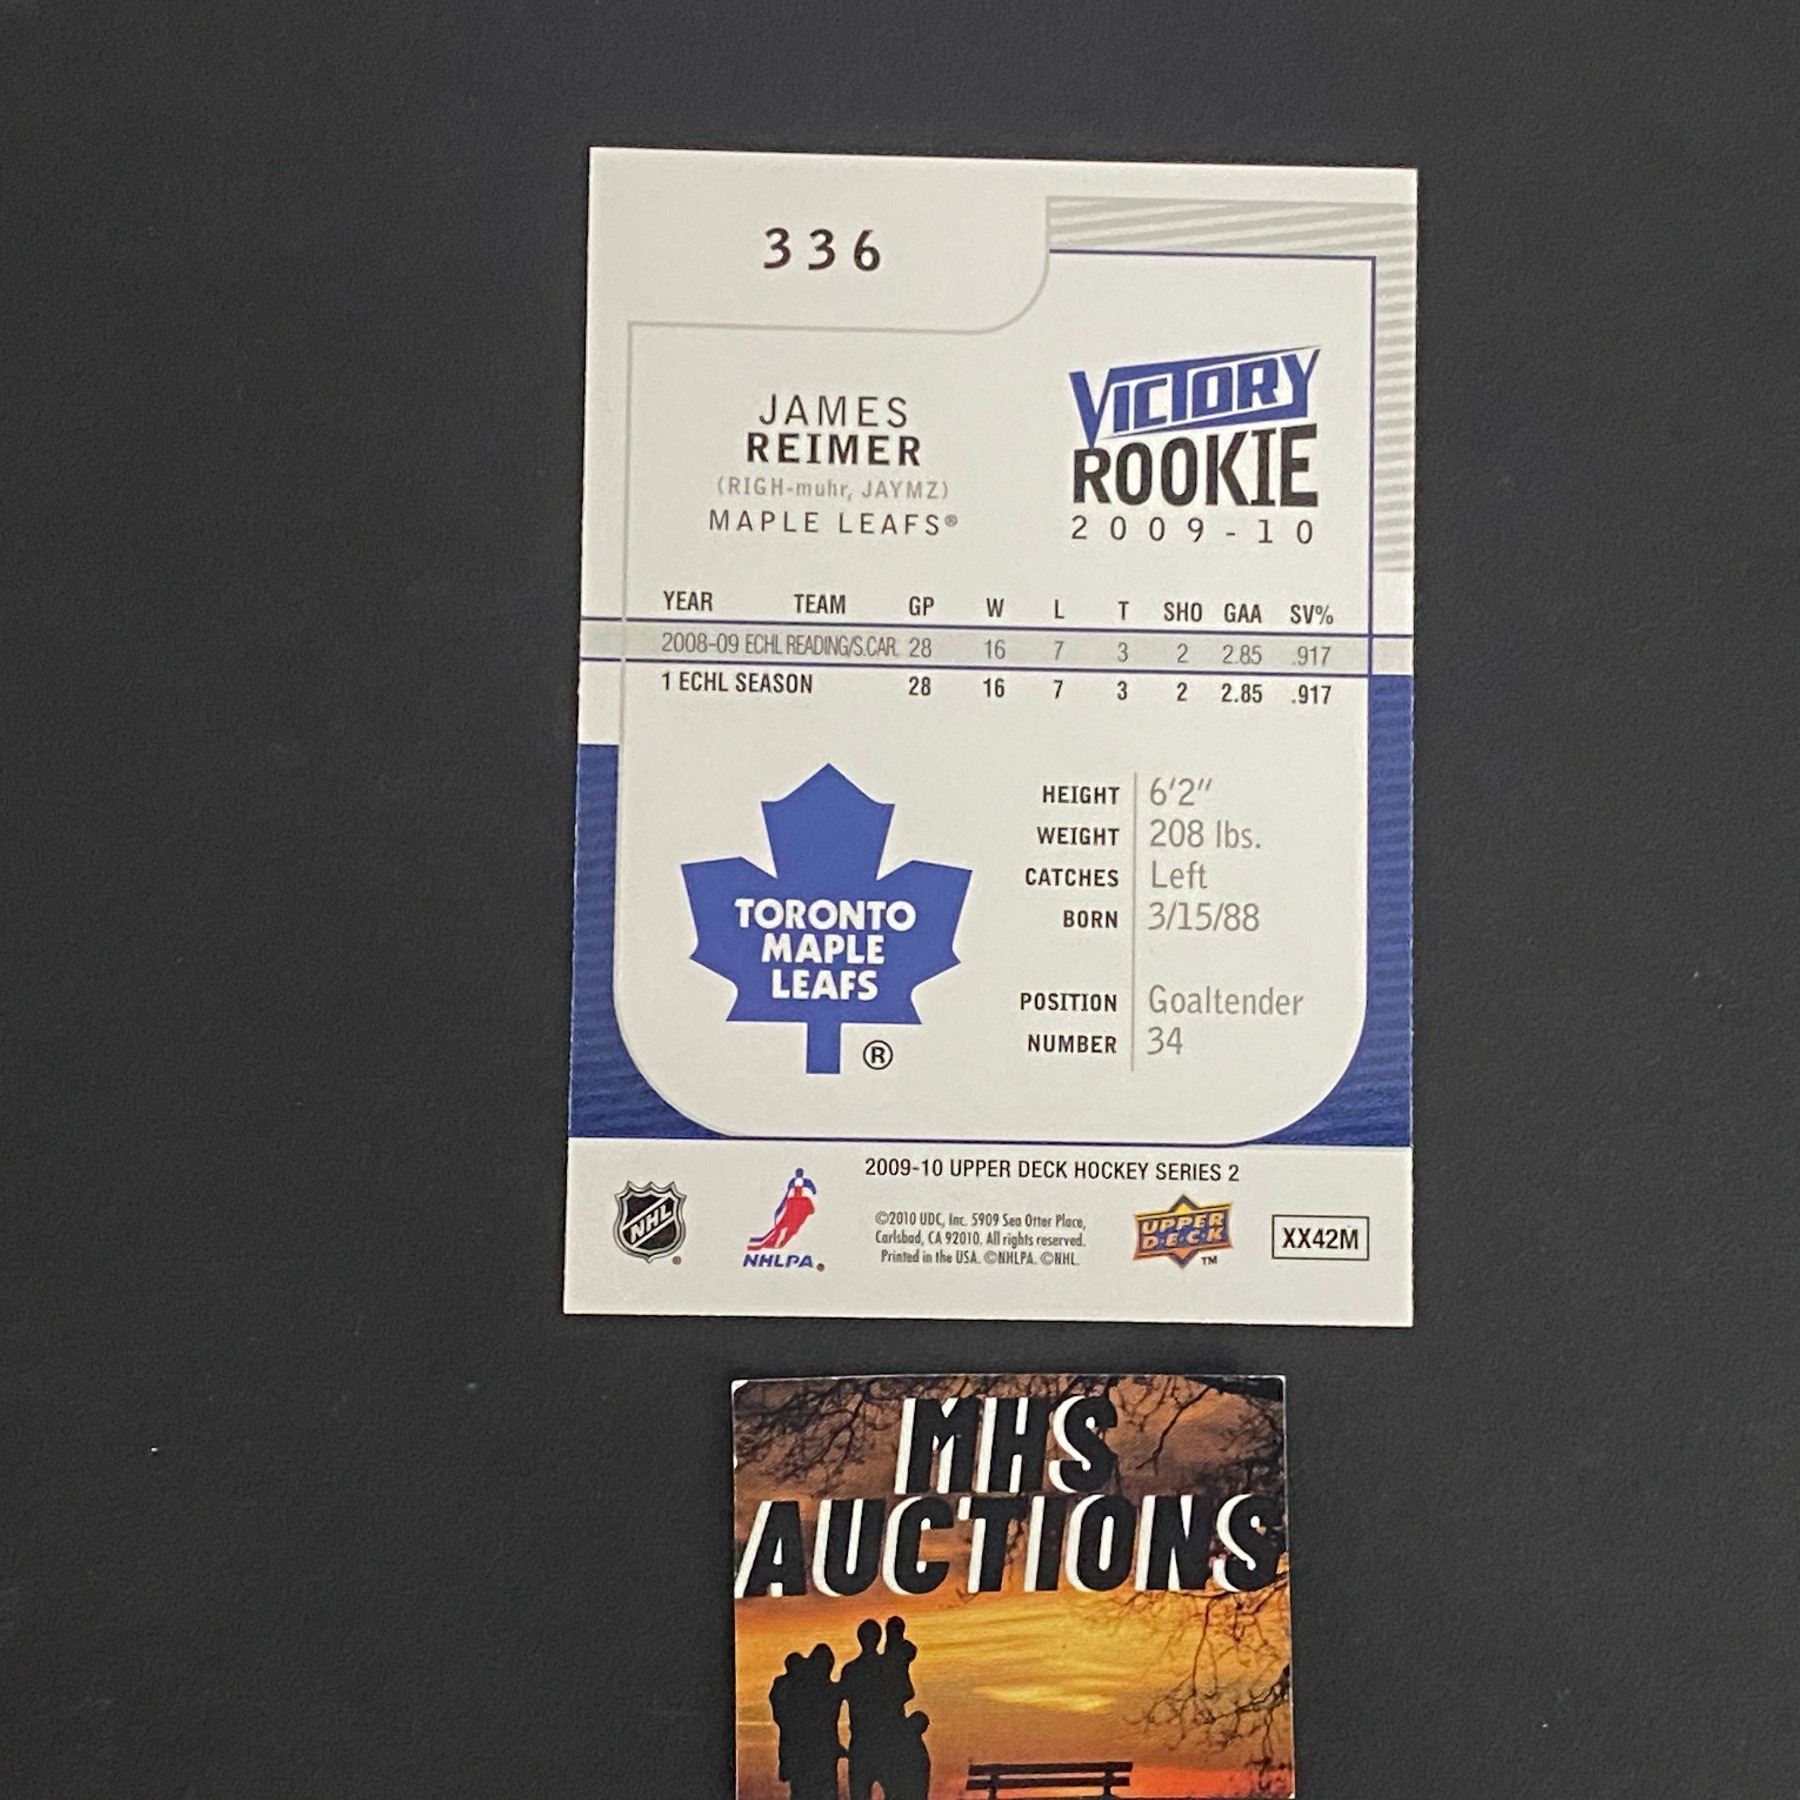 336
JAMES
REIMER
(RIGH-muhr, JAYMZ)
MAPLE LEAFS®
VICTORY
ROOKIE
2009-10
YEAR TEAM GP W L T SHO GAA SV%
2008-09 ECHL READING/S.CAR. 28 16 7 3 2 2.85 .917
1 ECHL SEASON 28 16 7 3 2 2.85 .917
TORONTO
MAPLE
LEAFS
®
HEIGHT 6'2"
WEIGHT 208 lbs.
CATCHES Left
BORN 3/15/88
POSITION Goaltender
NUMBER 34
2009-10 UPPER DECK HOCKEY SERIES 2
NHL®
NHLPA®
©2010 UDC, Inc. 5909 Sea Otter Place,
Carlsbad, CA 92010. All rights reserved.
Printed in the USA. ©NHLPA. ©NHL.
UPPER
D·E·C·K
TM
XX42M
MHS
AUCTIONS